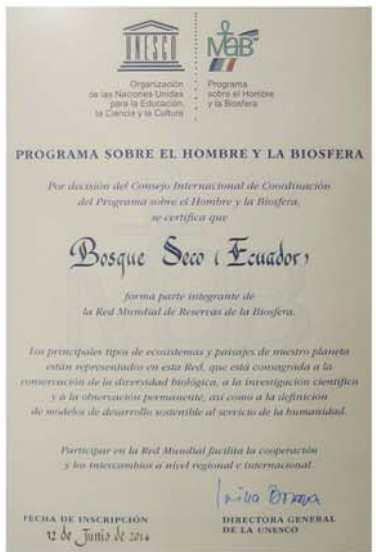 UNESCO
MAB
Organización
de las Naciones Unidas
para la Educación,
la Ciencia y la Cultura
Programa
sobre el Hombre
y la Biosfera
PROGRAMA SOBRE EL HOMBRE Y LA BIOSFERA
Por decisión del Consejo Internacional de Coordinación
del Programa sobre el Hombre y la Biosfera,
se certifica que
Bosque Seco (Ecuador)
forma parte integrante de
la Red Mundial de Reservas de la Biosfera.
Los principales tipos de ecosistemas y paisajes de nuestro planeta
están representados en esta Red, que está consagrada a la
conservación de la diversidad biológica, a la investigación científica
y a la observación permanente, así como a la definición
de modelos de desarrollo sostenible al servicio de la humanidad.
Participar en la Red Mundial facilita la cooperación
y los intercambios a nivel regional e internacional.
Irina Bokova
FECHA DE INSCRIPCIÓN
12 de Junio de 2014
DIRECTORA GENERAL
DE LA UNESCO